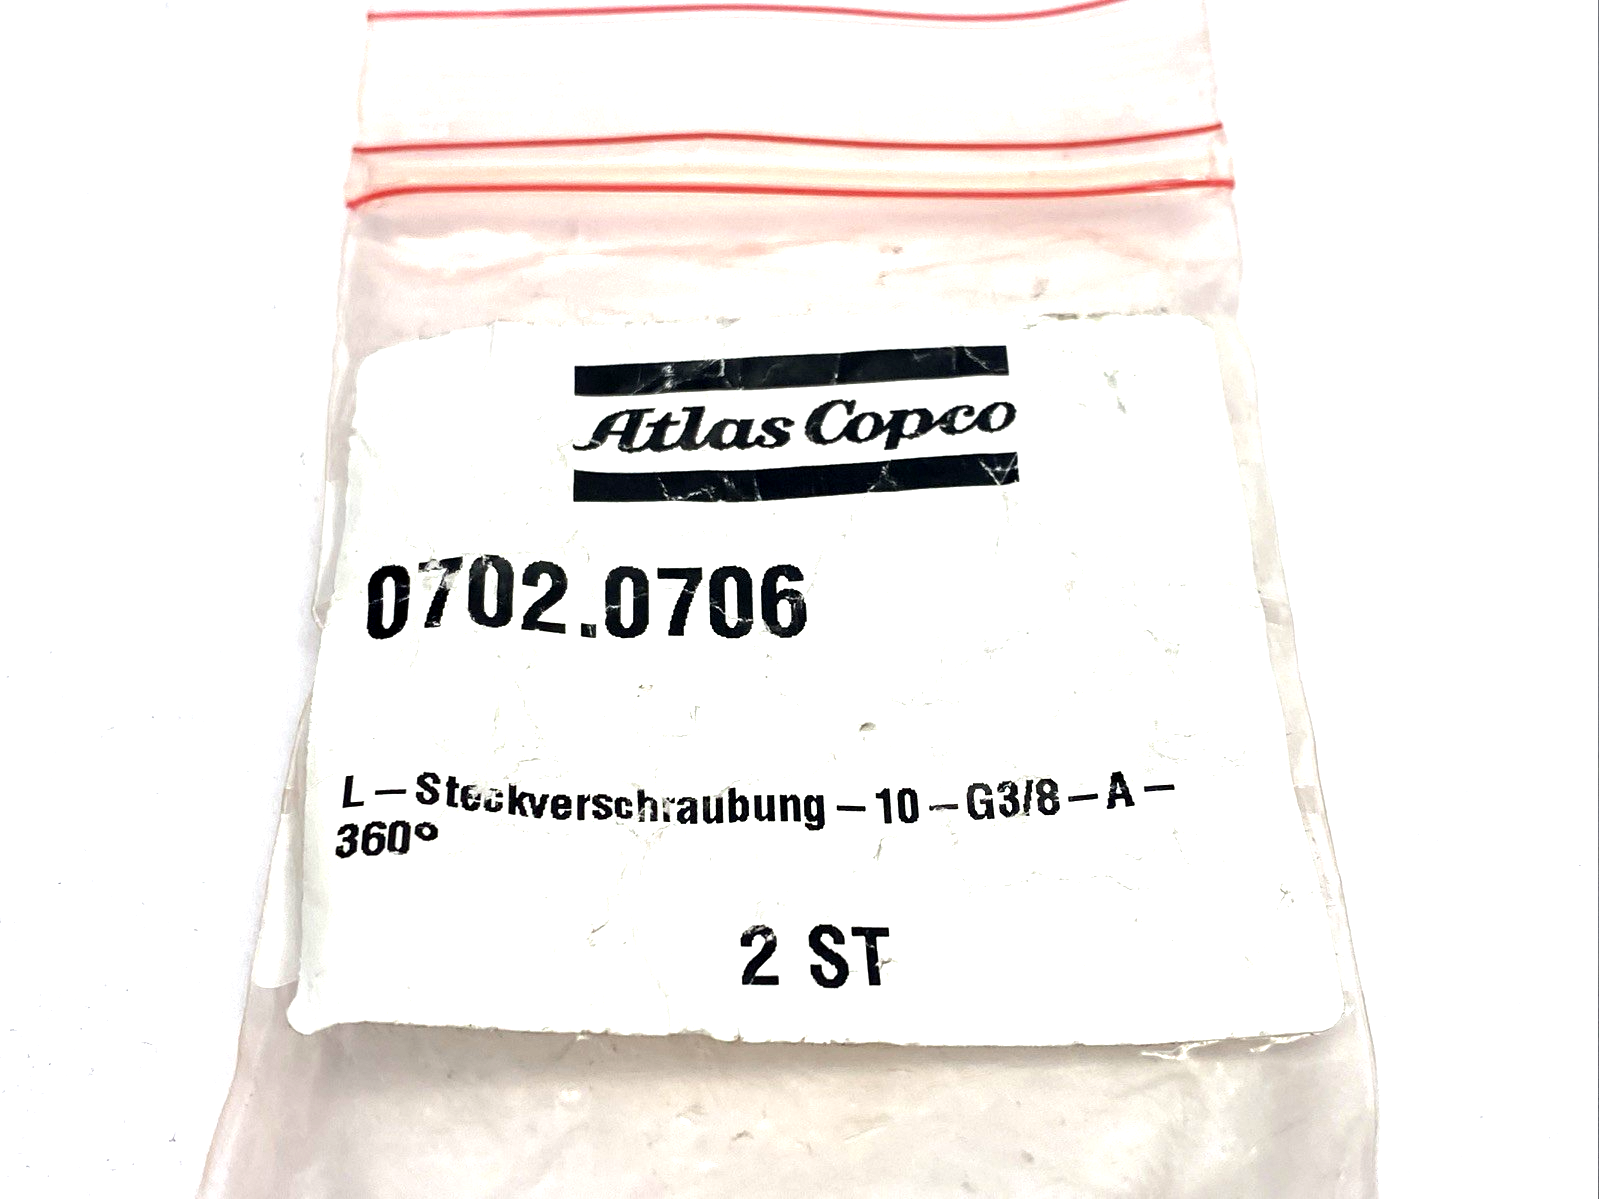 Atlas Copco
0702.0706
L-Steckverschraubung-10-G3/8-A-
360°
2 ST